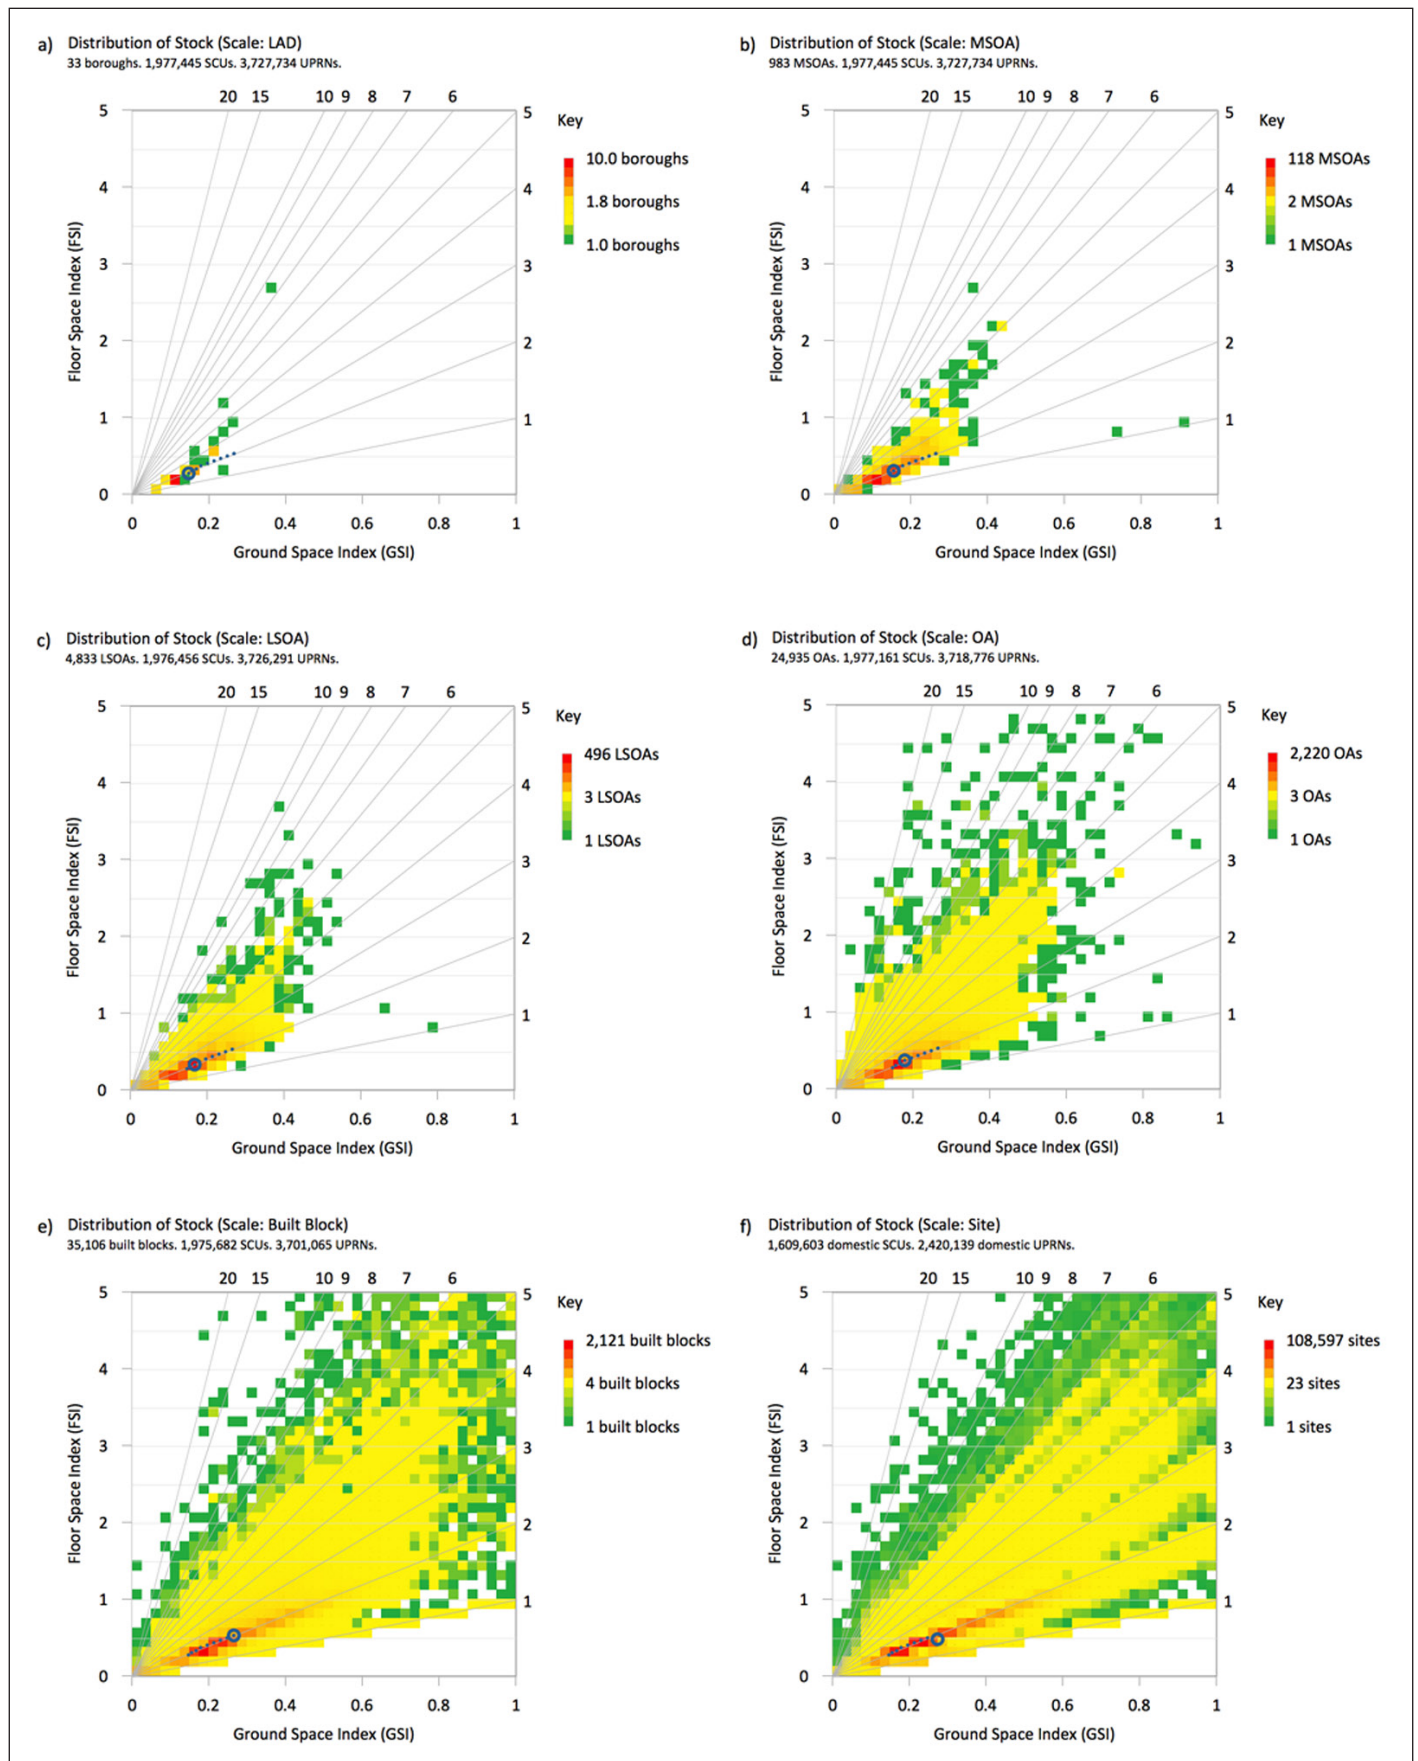 a) Distribution of Stock (Scale: LAD)
33 boroughs. 1,977,445 SCUs. 3,727,734 UPRNs.
20 15 10 9 8 7 6
5 5
Key
10.0 boroughs
4 4
1.8 boroughs
1.0 boroughs
3 3
Floor Space Index (FSI)
2 2
1 1
0
0 0.2 0.4 0.6 0.8 1
Ground Space Index (GSI)
b) Distribution of Stock (Scale: MSOA)
983 MSOAs. 1,977,445 SCUs. 3,727,734 UPRNs.
20 15 10 9 8 7 6
5 5
Key
118 MSOAs
4 4
2 MSOAs
1 MSOAs
3 3
Floor Space Index (FSI)
2 2
1 1
0
0 0.2 0.4 0.6 0.8 1
Ground Space Index (GSI)
c) Distribution of Stock (Scale: LSOA)
4,833 LSOAs. 1,976,456 SCUs. 3,726,291 UPRNs.
20 15 10 9 8 7 6
5 5
Key
496 LSOAs
4 4
3 LSOAs
1 LSOAs
3 3
Floor Space Index (FSI)
2 2
1 1
0
0 0.2 0.4 0.6 0.8 1
Ground Space Index (GSI)
d) Distribution of Stock (Scale: OA)
24,935 OAs. 1,977,161 SCUs. 3,718,776 UPRNs.
20 15 10 9 8 7 6
5 5
Key
2,220 OAs
4 4
3 OAs
1 OAs
3 3
Floor Space Index (FSI)
2 2
1 1
0
0 0.2 0.4 0.6 0.8 1
Ground Space Index (GSI)
e) Distribution of Stock (Scale: Built Block)
35,106 built blocks. 1,975,682 SCUs. 3,701,065 UPRNs.
20 15 10 9 8 7 6
5 5
Key
2,121 built blocks
4 4
4 built blocks
1 built blocks
3 3
Floor Space Index (FSI)
2 2
1 1
0
0 0.2 0.4 0.6 0.8 1
Ground Space Index (GSI)
f) Distribution of Stock (Scale: Site)
1,609,603 domestic SCUs. 2,420,139 domestic UPRNs.
20 15 10 9 8 7 6
5 5
Key
108,597 sites
4 4
23 sites
1 sites
3 3
Floor Space Index (FSI)
2 2
1 1
0
0 0.2 0.4 0.6 0.8 1
Ground Space Index (GSI)